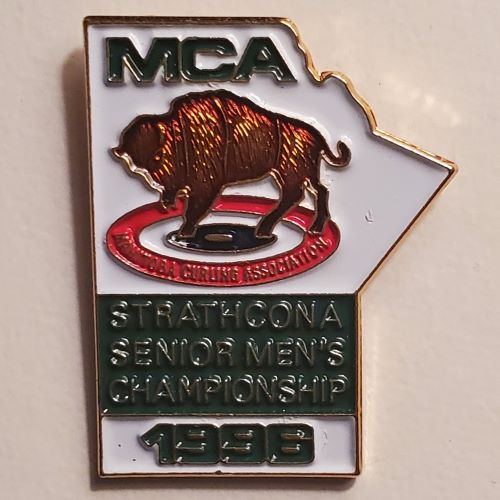 MCA
MANITOBA CURLING ASSOCIATION
STRATHCONA
SENIOR MEN'S
CHAMPIONSHIP
1996